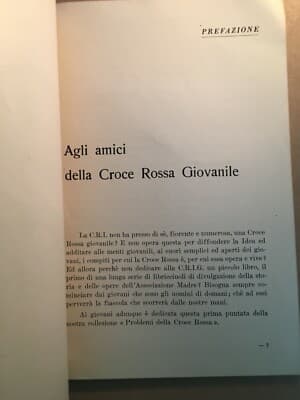 PREFAZIONE
Agli amici
della Croce Rossa Giovanile
La C.R.I. non ha presso di sè, fiorente e numerosa, una Croce
Rossa giovanile? E non opera questa per diffondere la Idea ed
additare alle menti giovanili, ai cuori semplici ed aperti dei gio-
vani, i compiti per cui la Croce Rossa è, per cui essa opera e vive?
Ed allora perchè non dedicare alla C.R.I.G. un piccolo libro, il
primo di una lunga serie di libriccincoli di divulgazione della sto-
ria e delle opere dell'Associazione Madre? Bisogna sempre co-
minciare dai giovani che sono gli uomini di domani; chè ad essi
perverrà la fiaccola che scorrerà dalle nostre mani.
Ai giovani adunque è dedicata questa prima puntata della
nostra collezione « Problemi della Croce Rossa ».